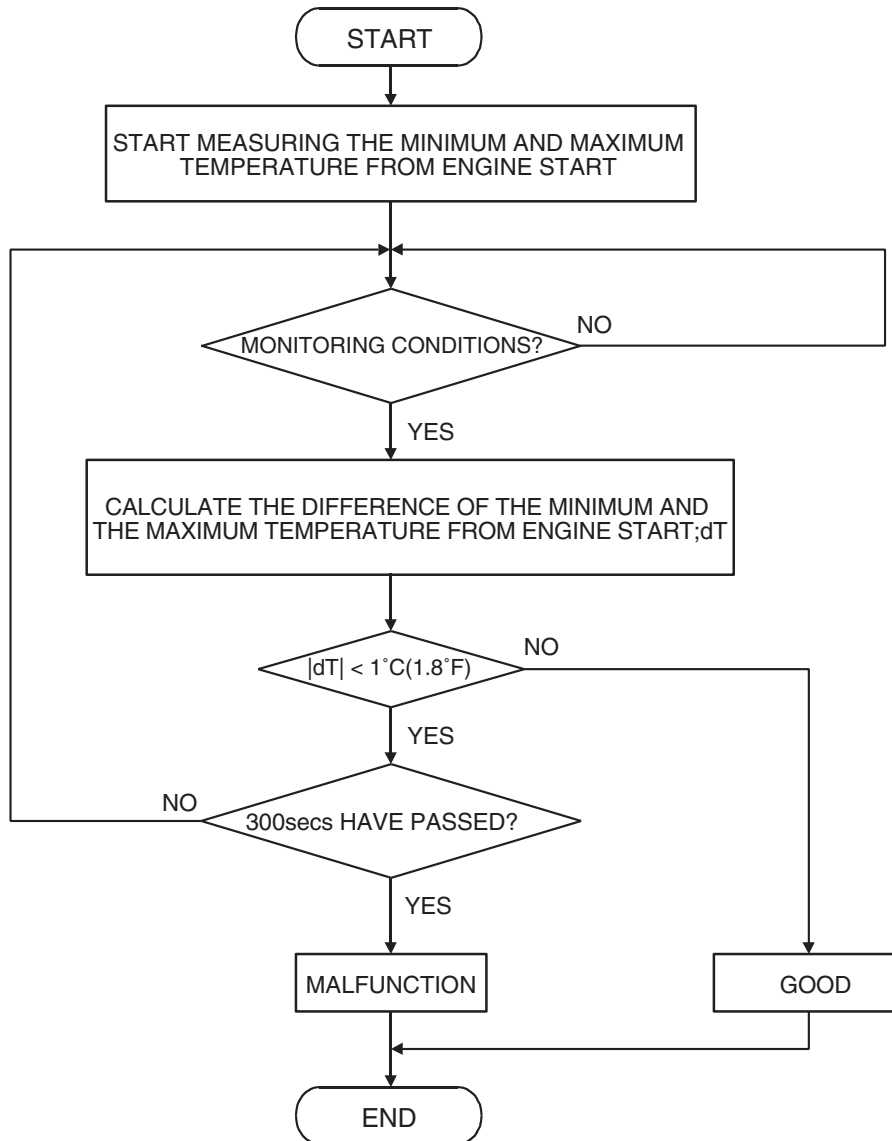 START
START MEASURING THE MINIMUM AND MAXIMUM
TEMPERATURE FROM ENGINE START
MONITORING CONDITIONS?
NO
YES
CALCULATE THE DIFFERENCE OF THE MINIMUM AND
THE MAXIMUM TEMPERATURE FROM ENGINE START;dT
|dT| < 1˚C(1.8˚F)
NO
YES
NO
300secs HAVE PASSED?
YES
MALFUNCTION
GOOD
END